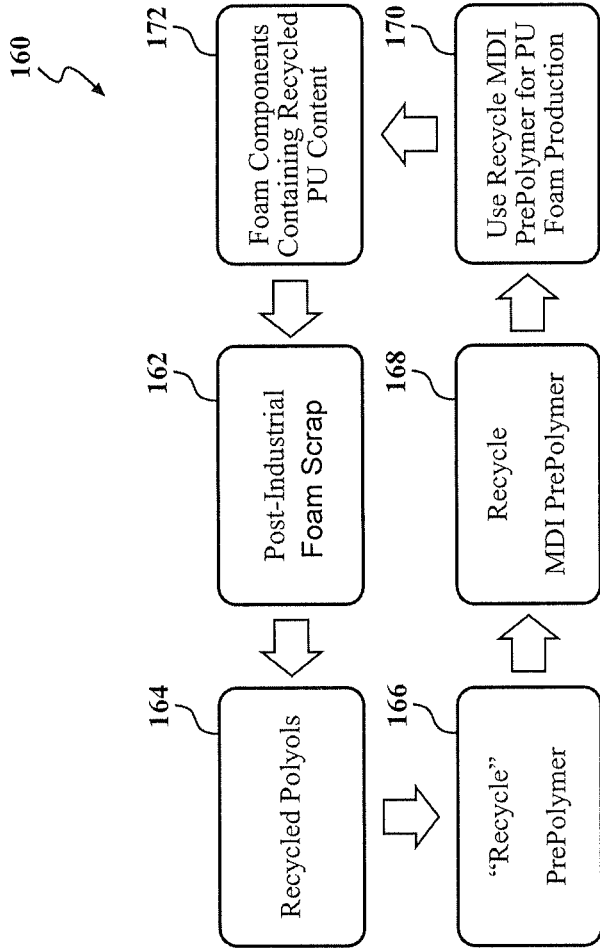 160
172
Foam Components
Containing Recycled
PU Content
162
Post-Industrial
Foam Scrap
164
Recycled Polyols
166
“Recycle”
PrePolymer
168
Recycle
MDI PrePolymer
170
Use Recycle MDI
PrePolymer for PU
Foam Production